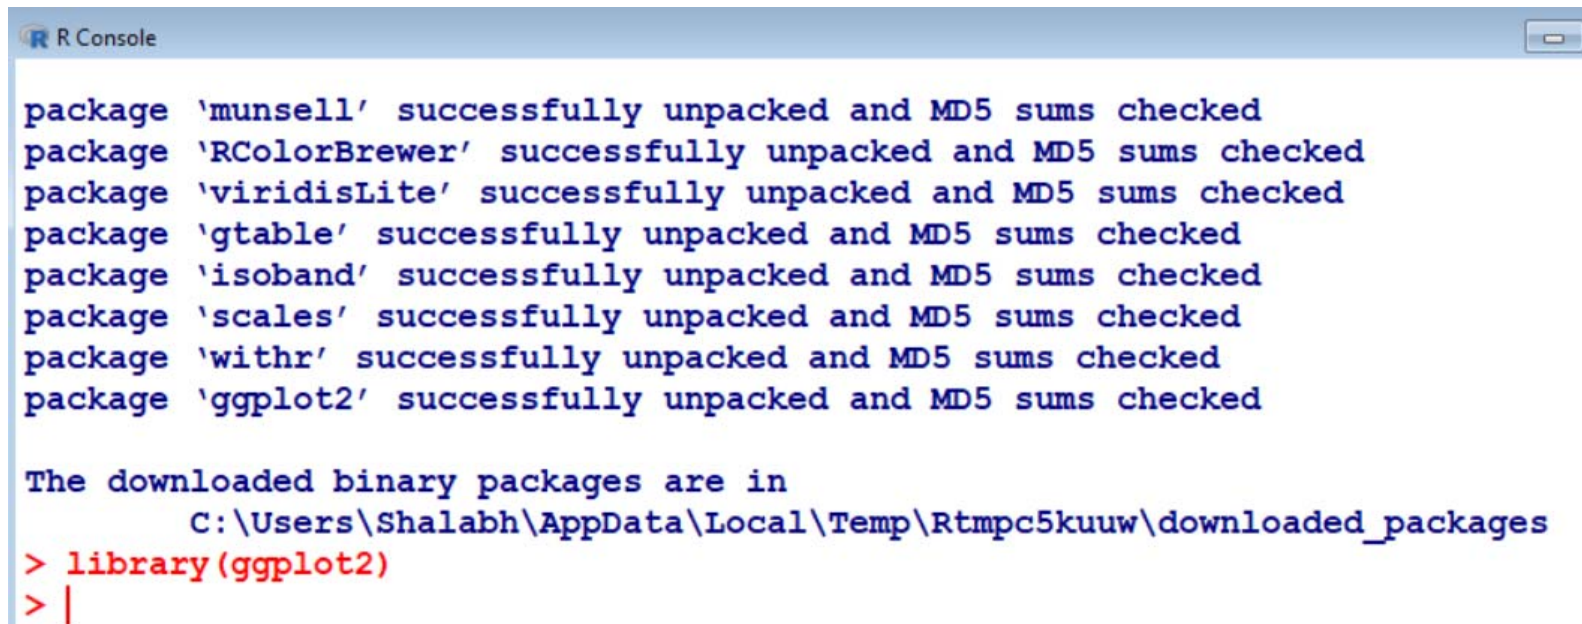 R Console
package ‘munsell’ successfully unpacked and MD5 sums checked
package ‘RColorBrewer’ successfully unpacked and MD5 sums checked
package ‘viridisLite’ successfully unpacked and MD5 sums checked
package ‘gtable’ successfully unpacked and MD5 sums checked
package ‘isoband’ successfully unpacked and MD5 sums checked
package ‘scales’ successfully unpacked and MD5 sums checked
package ‘withr’ successfully unpacked and MD5 sums checked
package ‘ggplot2’ successfully unpacked and MD5 sums checked
The downloaded binary packages are in
C:\Users\Shalabh\AppData\Local\Temp\Rtmpc5kuuw\downloaded_packages
> library(ggplot2)
>